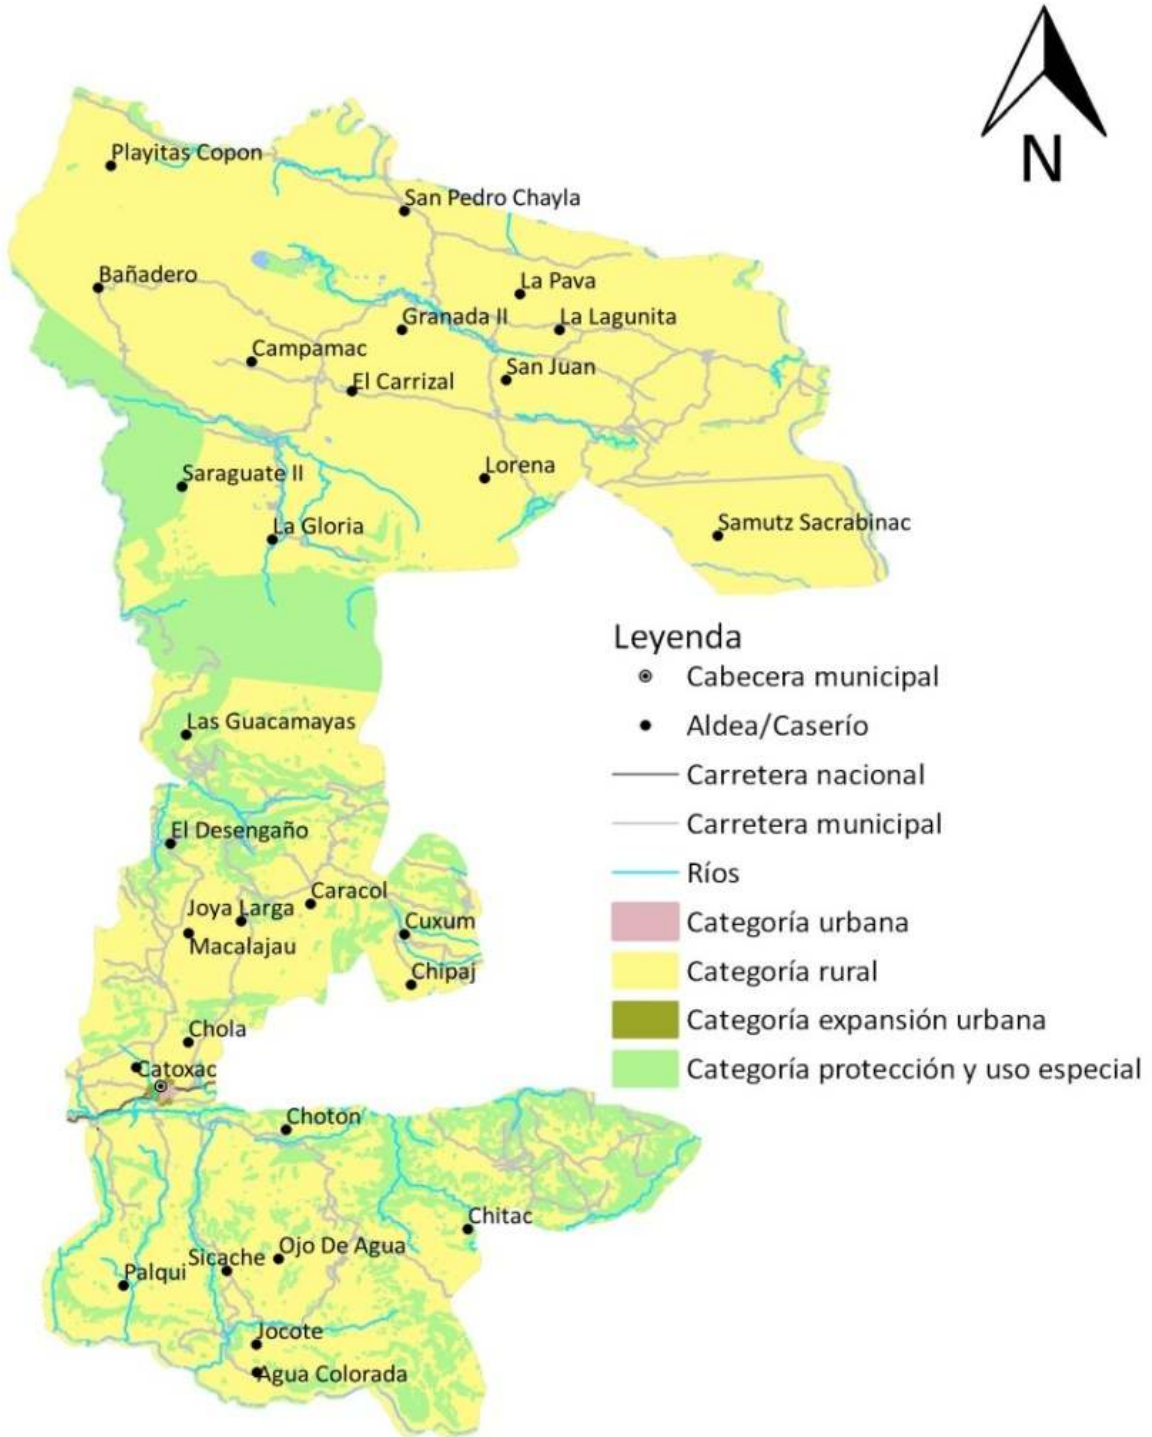 N
Playitas Copon
San Pedro Chayla
Bañadero
La Pava
Granada II
La Lagunita
Campamac
San Juan
El Carrizal
Lorena
Saraguate II
La Gloria
Samutz Sacrabinac
Leyenda
Cabecera municipal
Aldea/Caserío
Carretera nacional
Carretera municipal
Ríos
Categoría urbana
Categoría rural
Categoría expansión urbana
Categoría protección y uso especial
Las Guacamayas
El Desengaño
Caracol
Joya Larga
Cuxum
Macalajau
Chipaj
Chola
Catoxac
Choton
Chitac
Ojo De Agua
Sicache
Palqui
Jocote
Agua Colorada